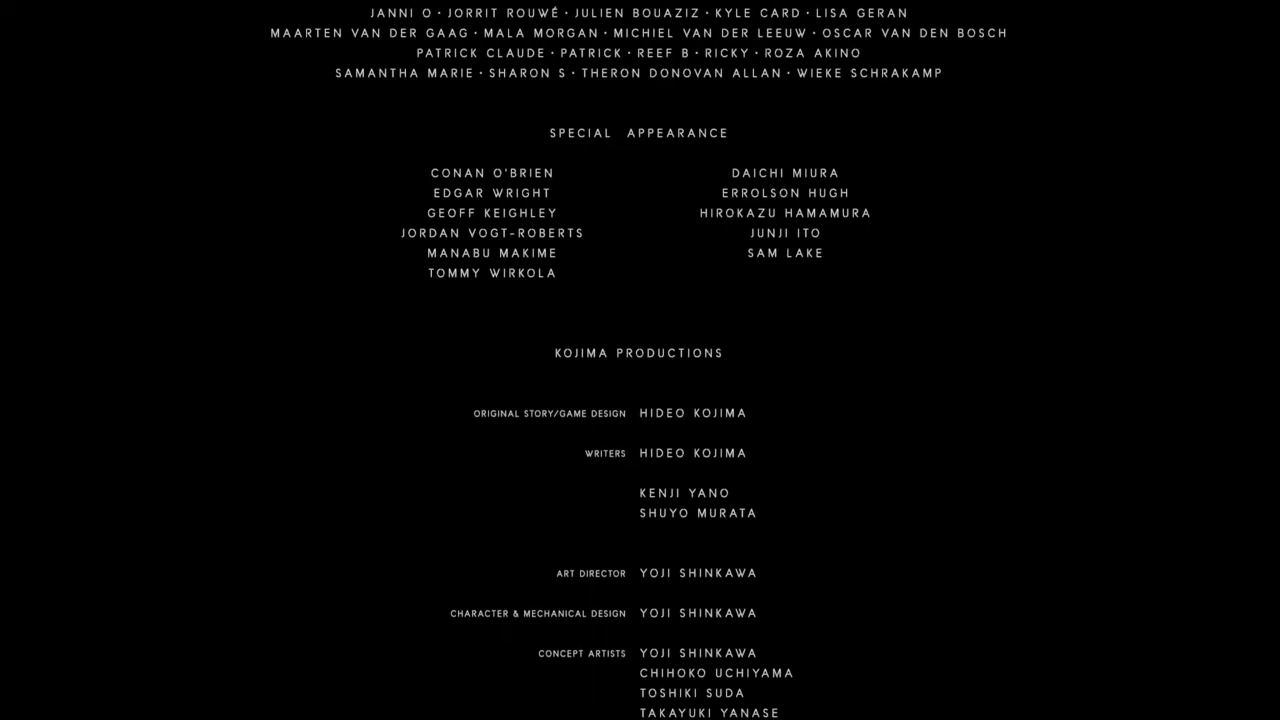 JANNI O · JORRIT ROUWÉ · JULIEN BOUAZIZ · KYLE CARD · LISA GERAN
MAARTEN VAN DER GAAG · MALA MORGAN · MICHIEL VAN DER LEEUW · OSCAR VAN DEN BOSCH
PATRICK CLAUDE · PATRICK · REEF B · RICKY · ROZA AKINO
SAMANTHA MARIE · SHARON S · THERON DONOVAN ALLAN · WIEKE SCHRAKAMP
SPECIAL APPEARANCE
CONAN O'BRIEN DAICHI MIURA
EDGAR WRIGHT ERROLSON HUGH
GEOFF KEIGHLEY HIROKAZU HAMAMURA
JORDAN VOGT-ROBERTS JUNJI ITO
MANABU MAKIME SAM LAKE
TOMMY WIRKOLA
KOJIMA PRODUCTIONS
ORIGINAL STORY/GAME DESIGN HIDEO KOJIMA
WRITERS HIDEO KOJIMA
KENJI YANO
SHUYO MURATA
ART DIRECTOR YOJI SHINKAWA
CHARACTER & MECHANICAL DESIGN YOJI SHINKAWA
CONCEPT ARTISTS YOJI SHINKAWA
CHIHOKO UCHIYAMA
TOSHIKI SUDA
TAKAYUKI YANASE